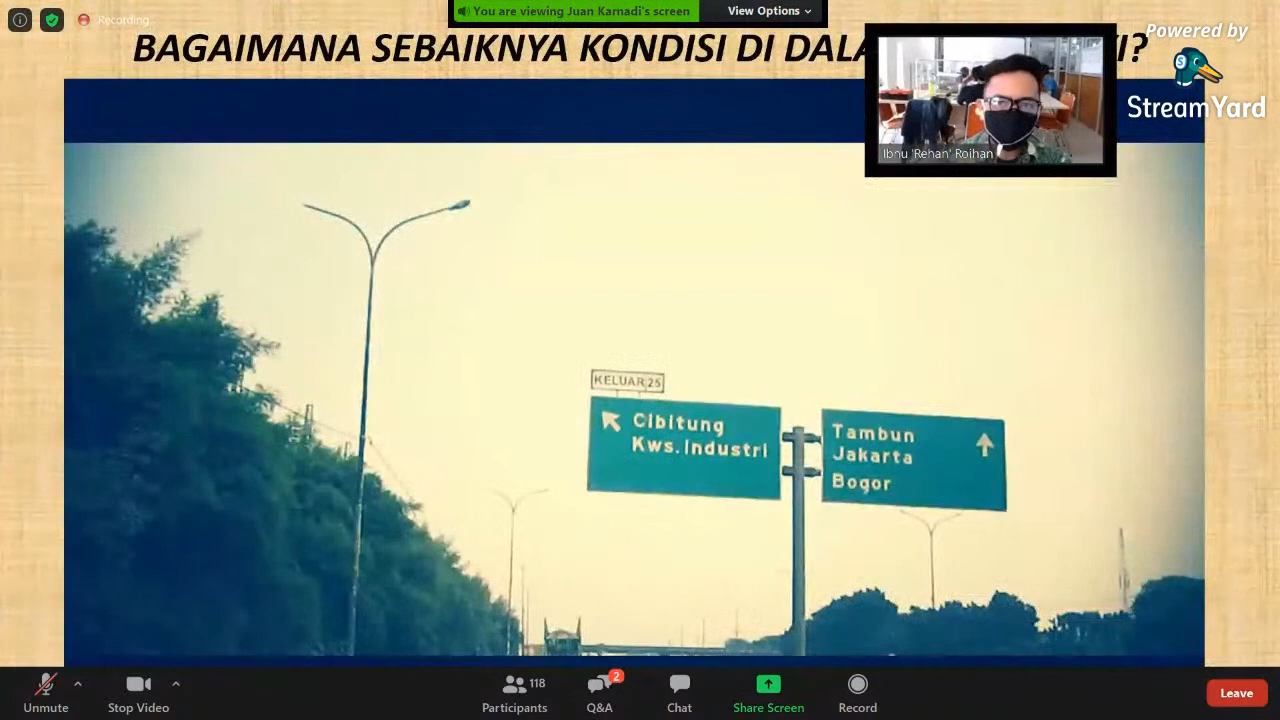 Recording
You are viewing Juan Karnadi's screen
View Options
BAGAIMANA SEBAIKNYA KONDISI DI
Powered by
StreamYard
Ibnu 'Rehan' Roihan
KELUAR 25
Cibitung
Kws. Industri
Tambun
Jakarta
Bogor
Unmute
Stop Video
118
Participants
2
Q&A
Chat
Share Screen
Record
Leave